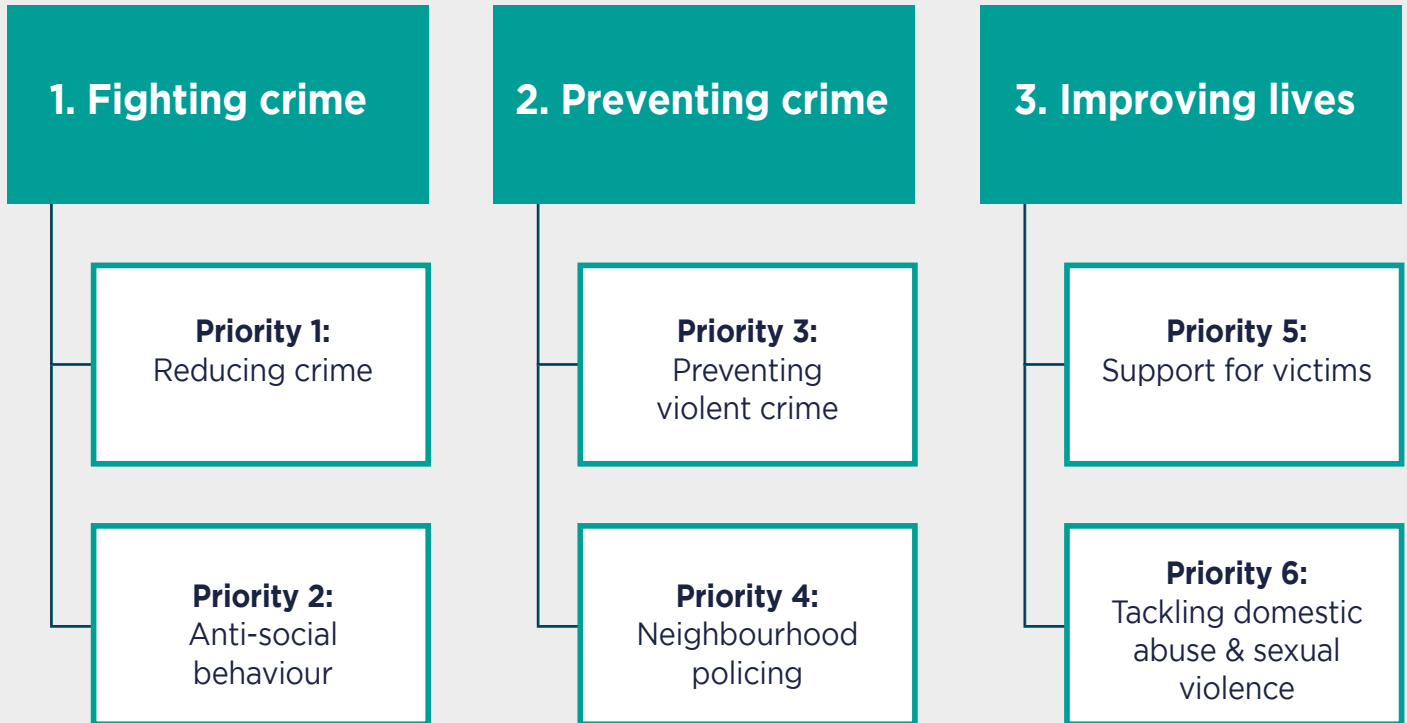 1. Fighting crime
Priority 1:
Reducing crime
Priority 2:
Anti-social
behaviour
2. Preventing crime
Priority 3:
Preventing
violent crime
Priority 4:
Neighbourhood
policing
3. Improving lives
Priority 5:
Support for victims
Priority 6:
Tackling domestic
abuse & sexual
violence